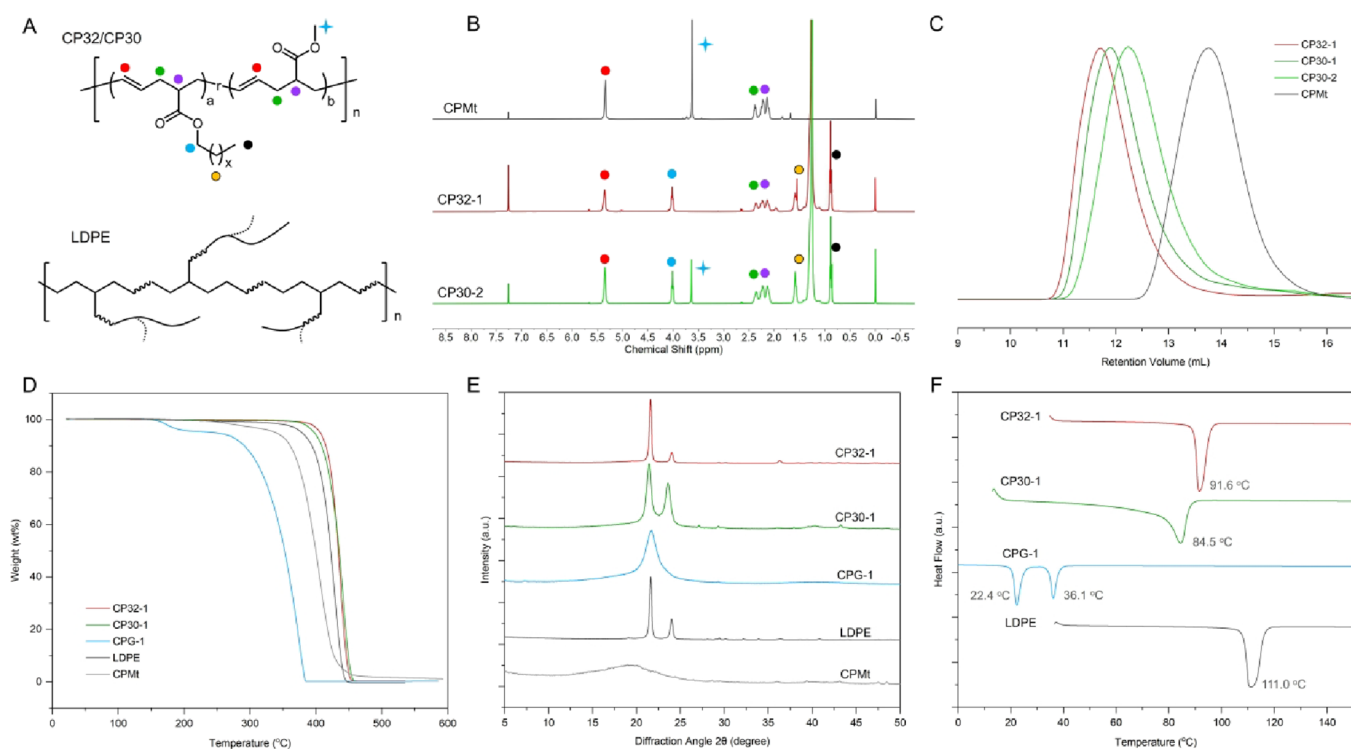 A
CP32/CP30
O
O
a
r
O
O
b
n
x
LDPE
n
B
CPMt
CP32-1
CP30-2
8.5 8.0 7.5 7.0 6.5 6.0 5.5 5.0 4.5 4.0 3.5 3.0 2.5 2.0 1.5 1.0 0.5 0.0 -0.5
Chemical Shift (ppm)
C
CP32-1
CP30-1
CP30-2
CPMt
9 10 11 12 13 14 15 16
Retention Volume (mL)
D
100
80
60
40
20
0
Weight (wt%)
CP32-1
CP30-1
CPG-1
LDPE
CPMt
0 100 200 300 400 500 600
Temperature (°C)
E
Intensity (a.u.)
CP32-1
CP30-1
CPG-1
LDPE
CPMt
5 10 15 20 25 30 35 40 45 50
Diffraction Angle 2θ (degree)
F
Heat Flow (a.u.)
CP32-1
91.6 °C
CP30-1
84.5 °C
CPG-1
22.4 °C
36.1 °C
LDPE
111.0 °C
0 20 40 60 80 100 120 140
Temperature (°C)